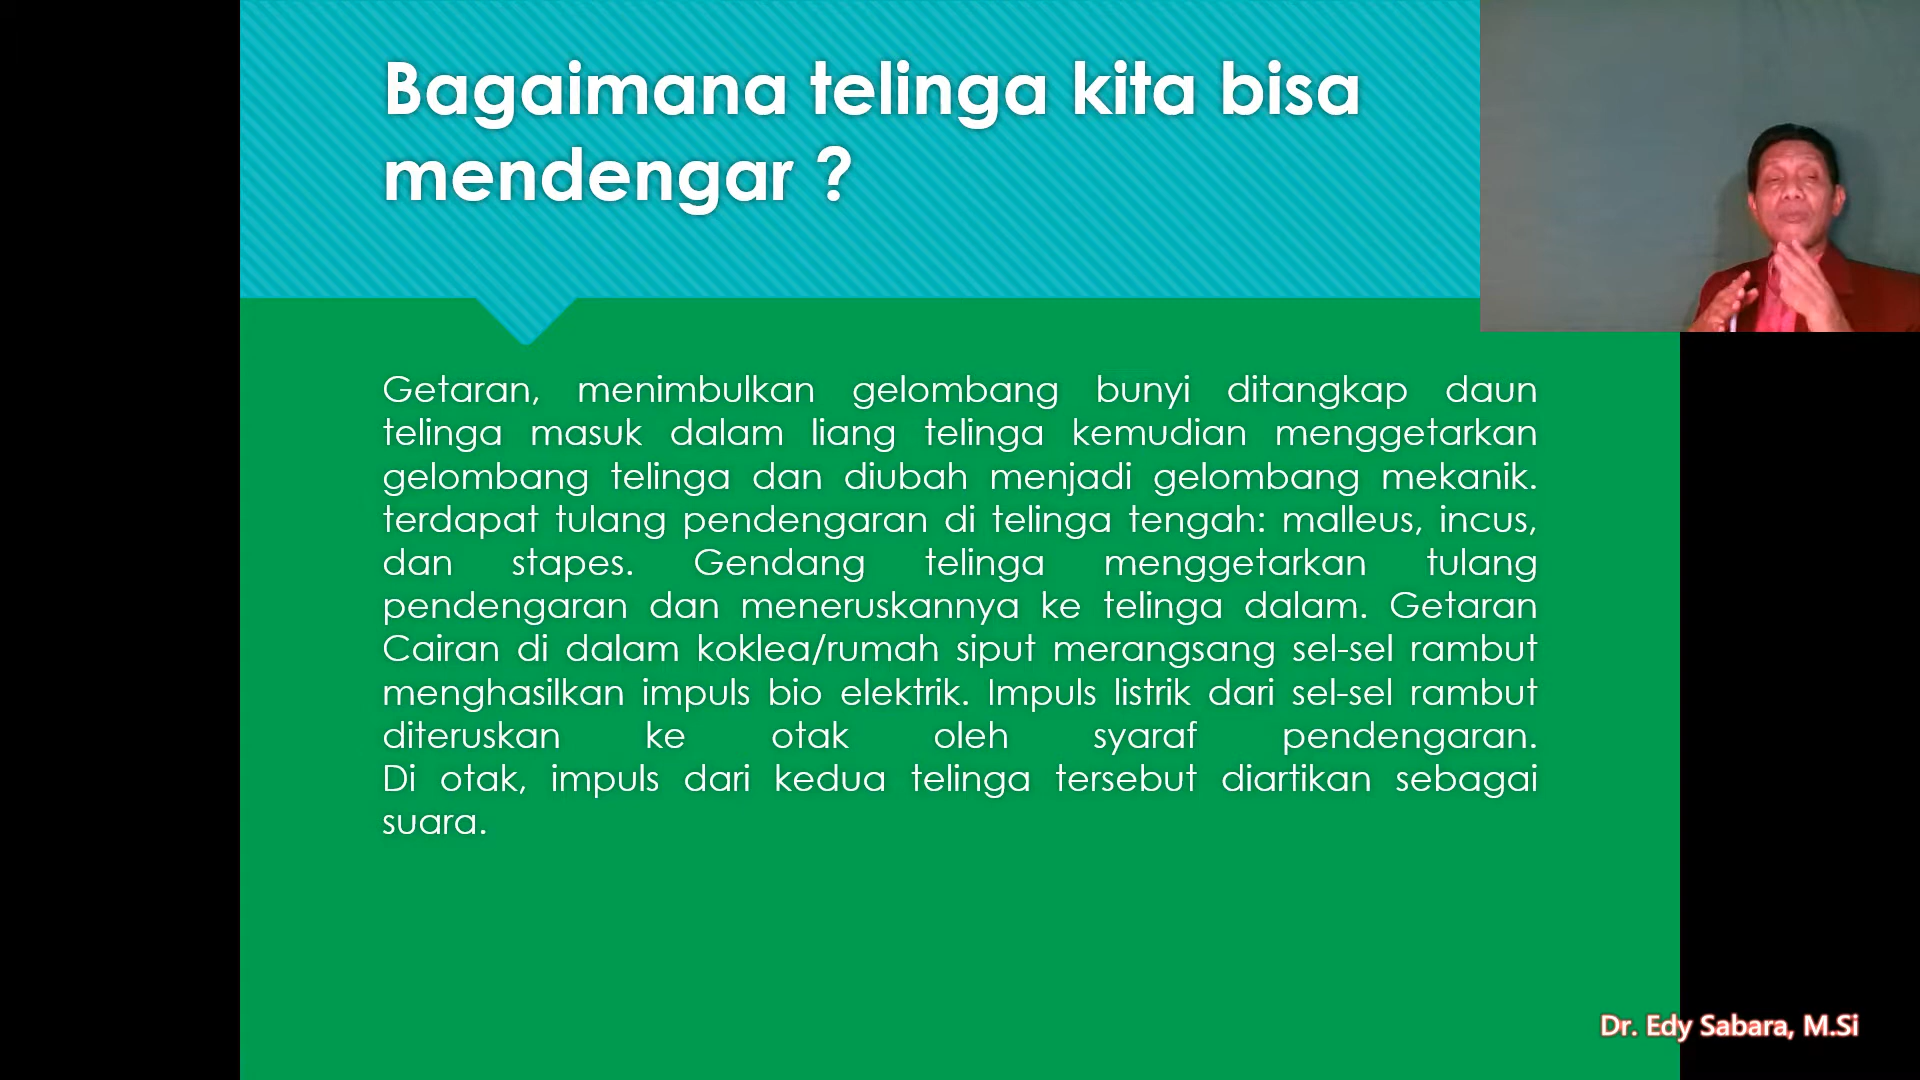 Bagaimana telinga kita bisa
mendengar ?
Getaran, menimbulkan gelombang bunyi ditangkap daun
telinga masuk dalam liang telinga kemudian menggetarkan
gelombang telinga dan diubah menjadi gelombang mekanik.
terdapat tulang pendengaran di telinga tengah: malleus, incus,
dan stapes. Gendang telinga menggetarkan tulang
pendengaran dan meneruskannya ke telinga dalam. Getaran
Cairan di dalam koklea/rumah siput merangsang sel-sel rambut
menghasilkan impuls bio elektrik. Impuls listrik dari sel-sel rambut
diteruskan ke otak oleh syaraf pendengaran.
Di otak, impuls dari kedua telinga tersebut diartikan sebagai
suara.
Dr. Edy Sabara, M.Si